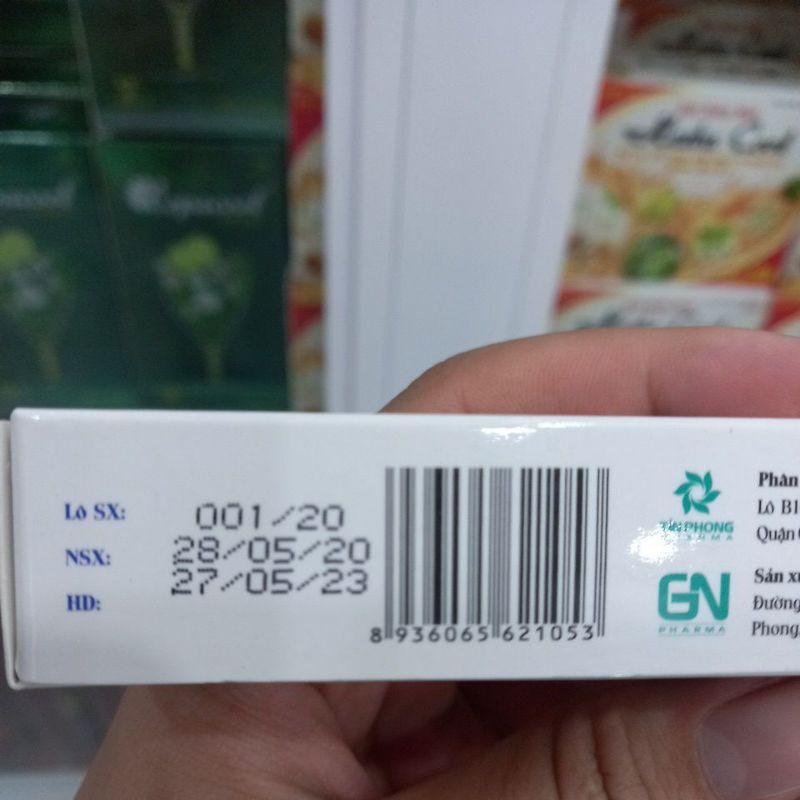 Lô SX:
001/20
NSX:
28/05/20
HD:
27/05/23
8 936065 621053
TÍN PHONG
PHARMA
GN
PHARMA
Phân
Lô B1
Quận
Sản xu
Đường
Phong,